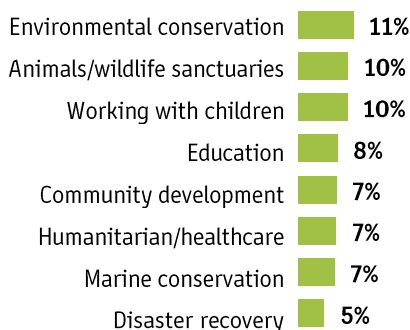 Environmental conservation 11%
Animals/wildlife sanctuaries 10%
Working with children 10%
Education 8%
Community development 7%
Humanitarian/healthcare 7%
Marine conservation 7%
Disaster recovery 5%